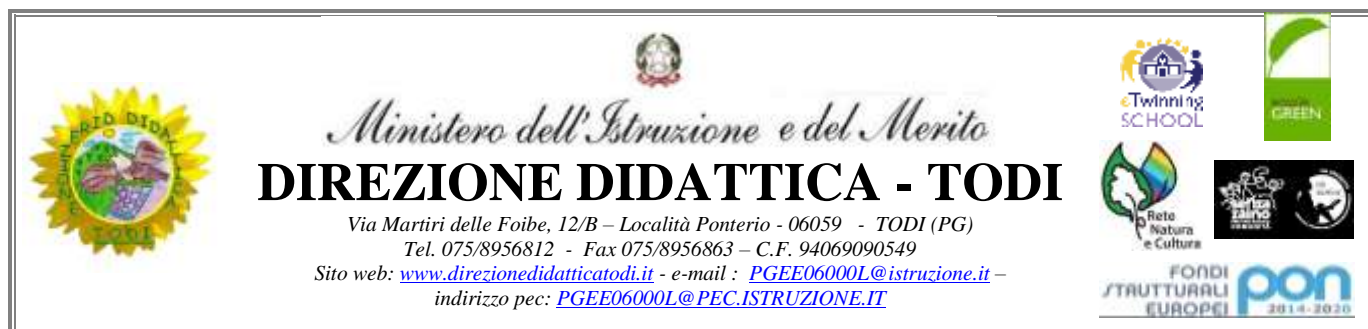 Ministero dell'Istruzione e del Merito
DIREZIONE DIDATTICA - TODI
Via Martiri delle Foibe, 12/B – Località Ponterio - 06059 - TODI (PG)
Tel. 075/8956812 - Fax 075/8956863 – C.F. 94069090549
Sito web: www.direzionedidatticatodi.it - e-mail : PGEE06000L@istruzione.it –
indirizzo pec: PGEE06000L@PEC.ISTRUZIONE.IT
TODI
eTwinning
SCHOOL
GREEN
Rete
Natura
e Cultura
FONDI
STRUTTURALI
EUROPEI
pon
2014-2020